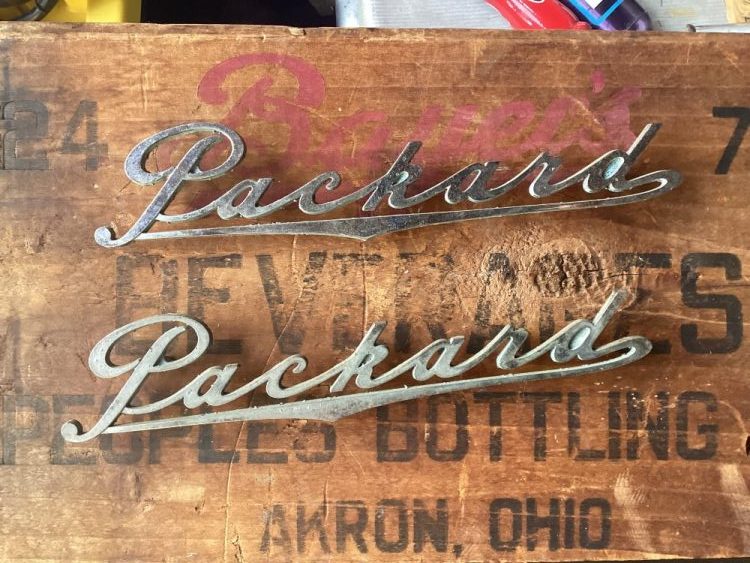 24 Bauer's 7
Packard
BEVERAGES
Packard
PEOPLES BOTTLING
AKRON, OHIO